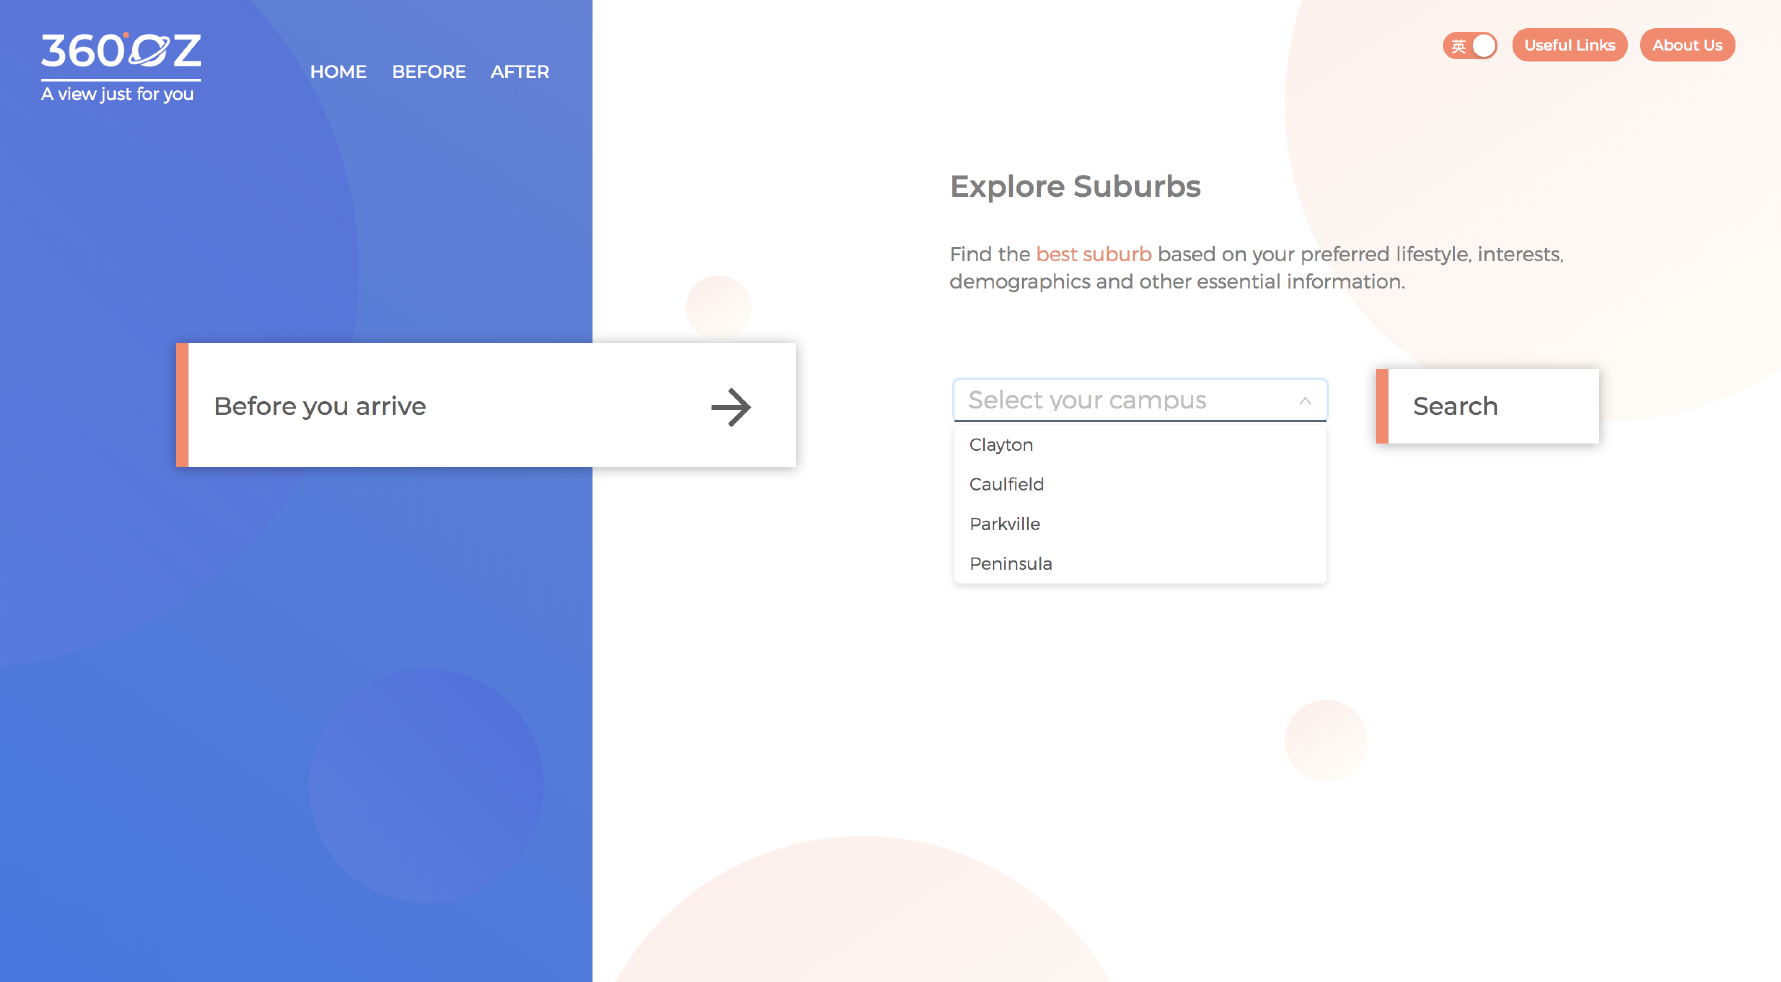 360°OZ
A view just for you
HOME BEFORE AFTER
英 Useful Links About Us
Explore Suburbs
Find the best suburb based on your preferred lifestyle, interests,
demographics and other essential information.
Before you arrive
Select your campus
Search
Clayton
Caulfield
Parkville
Peninsula